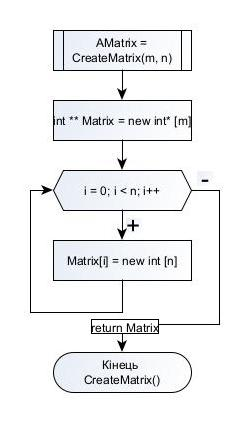 AMatrix =
CreateMatrix(m, n)
int ** Matrix = new int* [m]
i = 0; i < n; i++
-
+
Matrix[i] = new int [n]
return Matrix
Кінець
CreateMatrix()